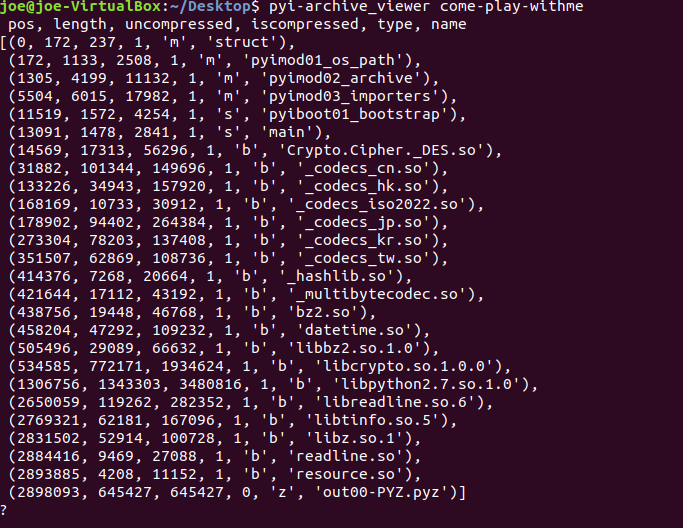 joe@joe-VirtualBox:~/Desktop$ pyi-archive_viewer come-play-withme
 pos, length, uncompressed, iscompressed, type, name
[(0, 172, 237, 1, 'm', 'struct'),
 (172, 1133, 2508, 1, 'm', 'pyimod01_os_path'),
 (1305, 4199, 11132, 1, 'm', 'pyimod02_archive'),
 (5504, 6015, 17982, 1, 'm', 'pyimod03_importers'),
 (11519, 1572, 4254, 1, 's', 'pyiboot01_bootstrap'),
 (13091, 1478, 2841, 1, 's', 'main'),
 (14569, 17313, 56296, 1, 'b', 'Crypto.Cipher._DES.so'),
 (31882, 101344, 149696, 1, 'b', '_codecs_cn.so'),
 (133226, 34943, 157920, 1, 'b', '_codecs_hk.so'),
 (168169, 10733, 30912, 1, 'b', '_codecs_iso2022.so'),
 (178902, 94402, 264384, 1, 'b', '_codecs_jp.so'),
 (273304, 78203, 137408, 1, 'b', '_codecs_kr.so'),
 (351507, 62869, 108736, 1, 'b', '_codecs_tw.so'),
 (414376, 7268, 20664, 1, 'b', '_hashlib.so'),
 (421644, 17112, 43192, 1, 'b', '_multibytecodec.so'),
 (438756, 19448, 46768, 1, 'b', 'bz2.so'),
 (458204, 47292, 109232, 1, 'b', 'datetime.so'),
 (505496, 29089, 66632, 1, 'b', 'libbz2.so.1.0'),
 (534585, 772171, 1934624, 1, 'b', 'libcrypto.so.1.0.0'),
 (1306756, 1343303, 3480816, 1, 'b', 'libpython2.7.so.1.0'),
 (2650059, 119262, 282352, 1, 'b', 'libreadline.so.6'),
 (2769321, 62181, 167096, 1, 'b', 'libtinfo.so.5'),
 (2831502, 52914, 100728, 1, 'b', 'libz.so.1'),
 (2884416, 9469, 27088, 1, 'b', 'readline.so'),
 (2893885, 4208, 11152, 1, 'b', 'resource.so'),
 (2898093, 645427, 645427, 0, 'z', 'out00-PYZ.pyz')]
?